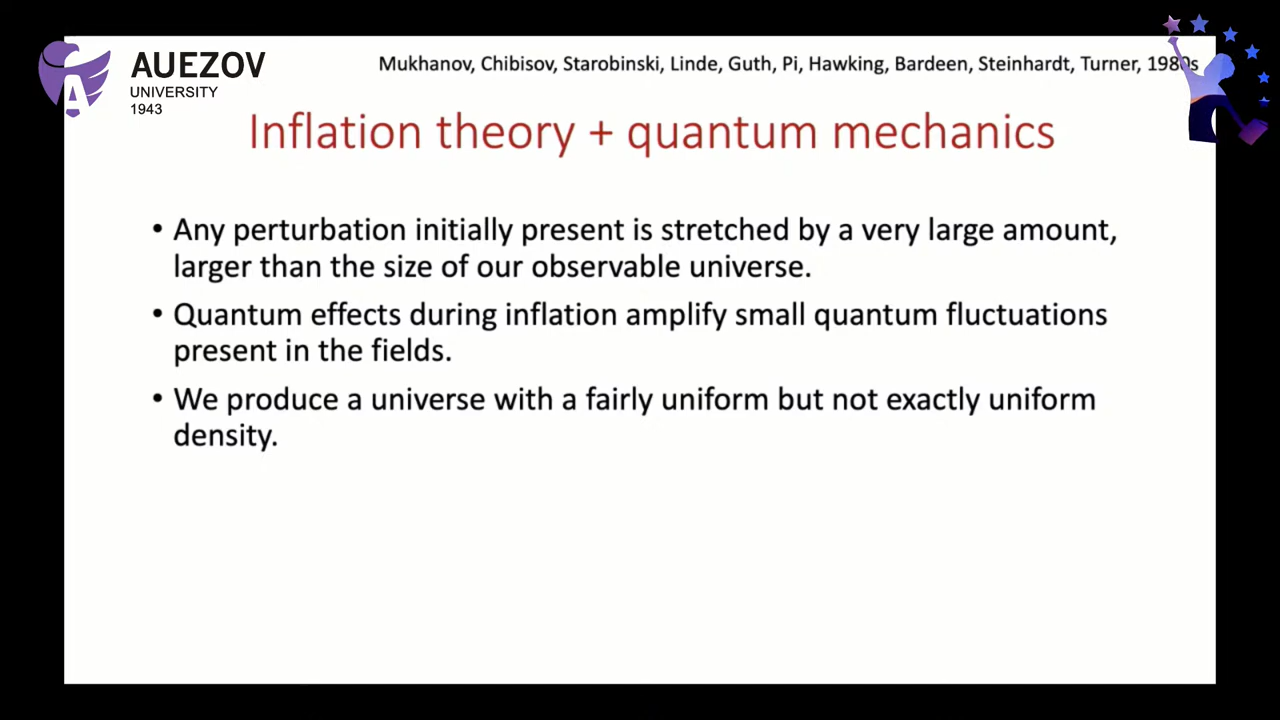 AUEZOV
UNIVERSITY
1943
Mukhanov, Chibisov, Starobinski, Linde, Guth, Pi, Hawking, Bardeen, Steinhardt, Turner, 1980s
Inflation theory + quantum mechanics
• Any perturbation initially present is stretched by a very large amount,
larger than the size of our observable universe.
• Quantum effects during inflation amplify small quantum fluctuations
present in the fields.
• We produce a universe with a fairly uniform but not exactly uniform
density.